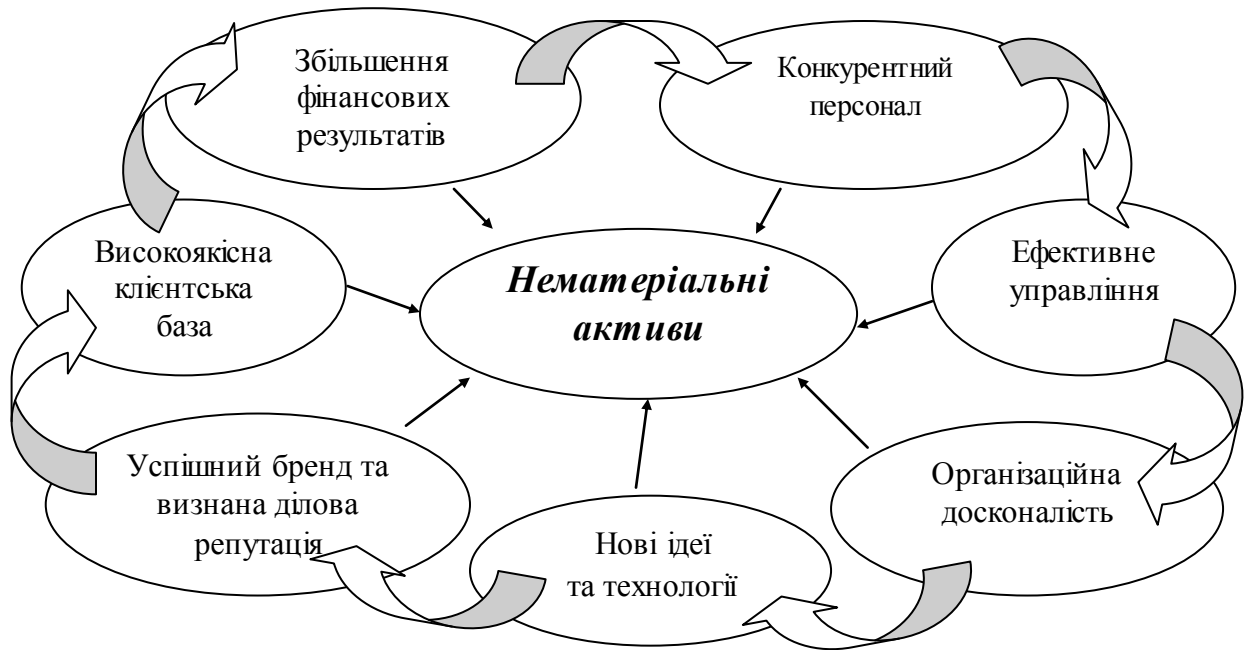 Збільшення
фінансових
результатів
Конкурентний
персонал
Високоякісна
клієнтська
база
Нематеріальні
активи
Ефективне
управління
Успішний бренд та
визнана ділова
репутація
Нові ідеї
та технології
Організаційна
досконалість